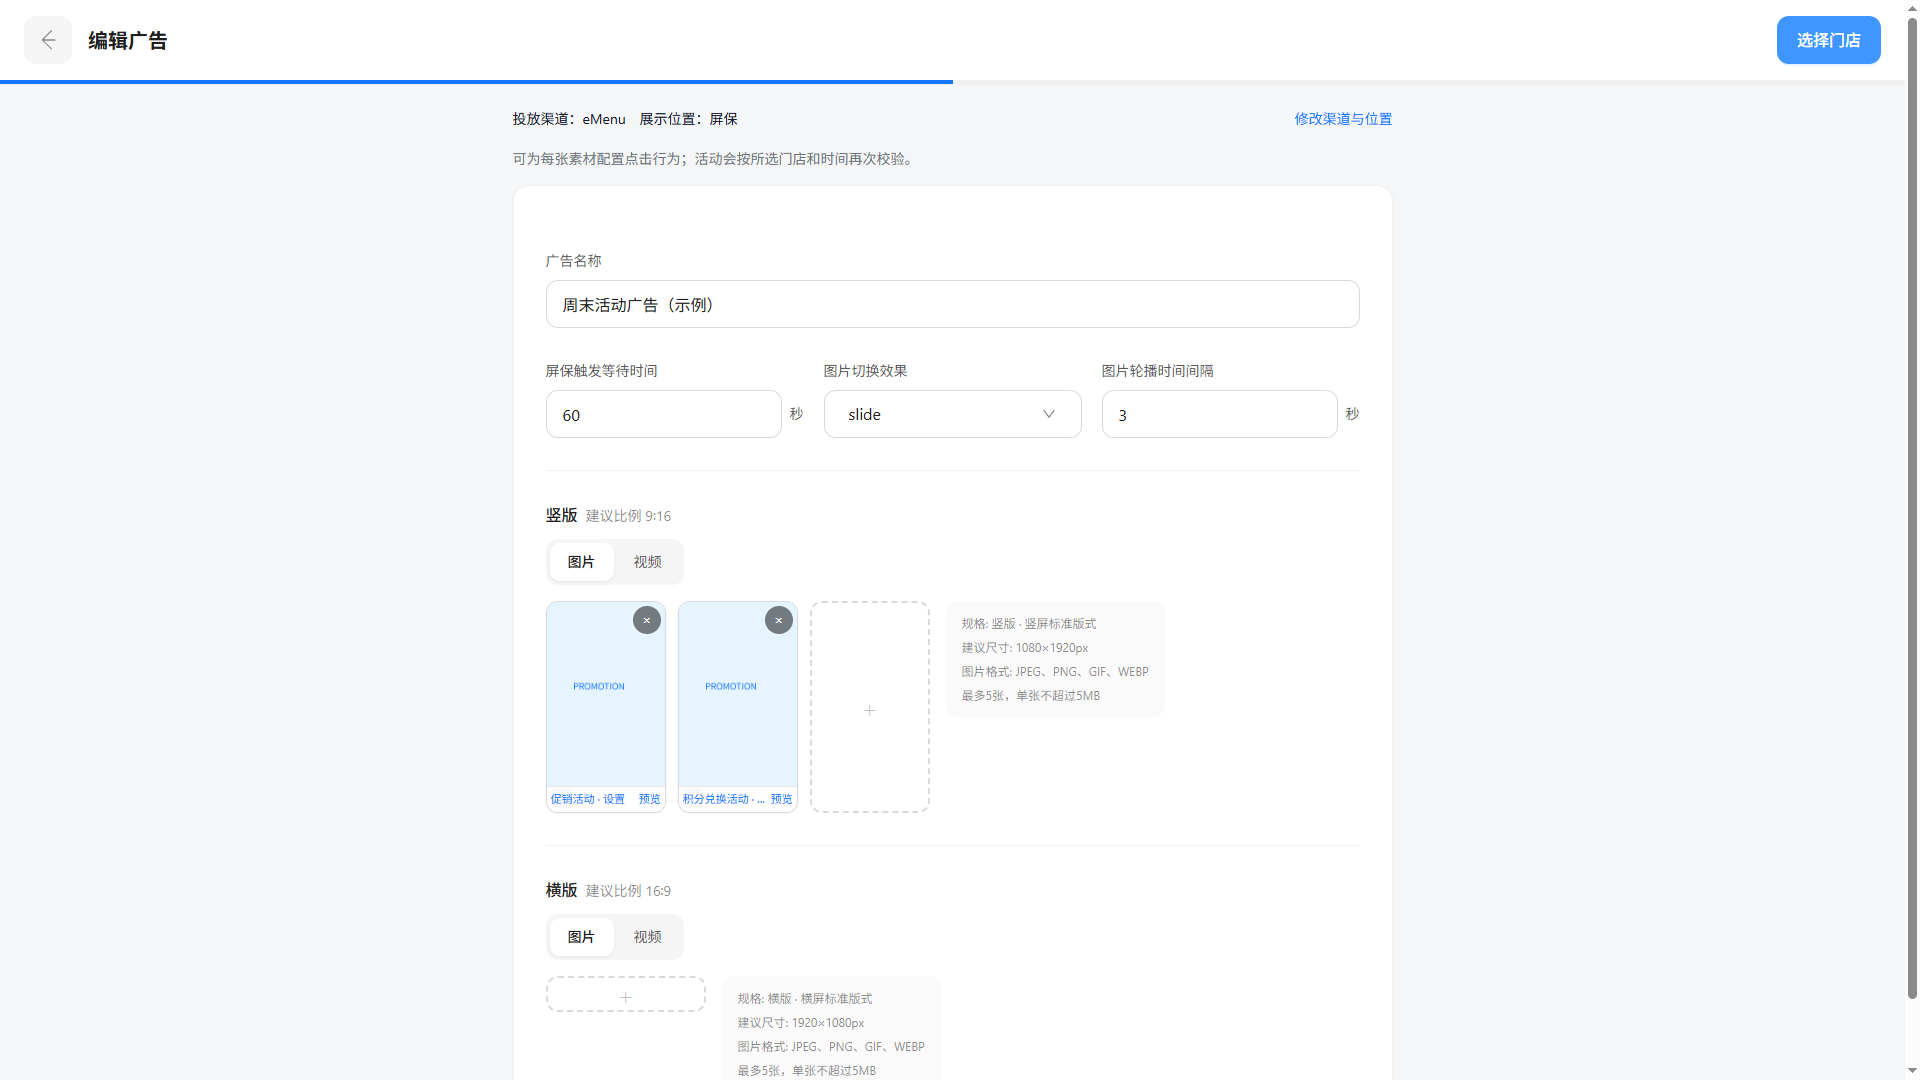 编辑广告
选择门店
投放渠道：eMenu 展示位置：屏保
修改渠道与位置
可为每张素材配置点击行为；活动会按所选门店和时间再次校验。
广告名称
周末活动广告（示例）
屏保触发等待时间
图片切换效果
图片轮播时间间隔
60
秒
slide
3
秒
竖版 建议比例 9:16
图片
视频
PROMOTION
PROMOTION
促销活动 · 设置 预览
积分兑换活动 · ... 预览
规格: 竖版 · 竖屏标准版式
建议尺寸: 1080×1920px
图片格式: JPEG、PNG、GIF、WEBP
最多5张，单张不超过5MB
横版 建议比例 16:9
图片
视频
规格: 横版 · 横屏标准版式
建议尺寸: 1920×1080px
图片格式: JPEG、PNG、GIF、WEBP
最多5张，单张不超过5MB